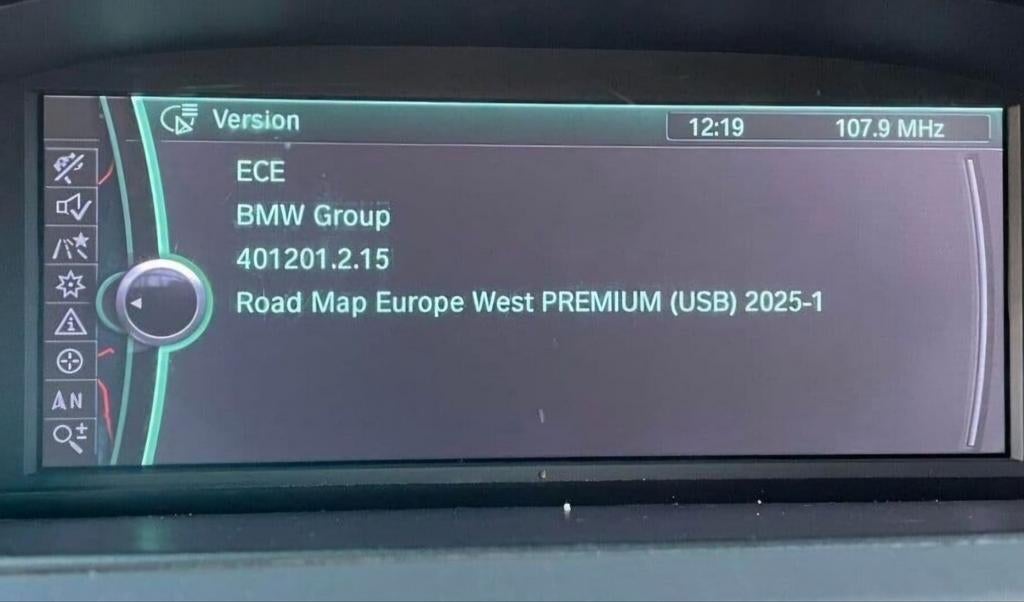 Version
12:19
107.9 MHz
ECE
BMW Group
401201.2.15
Road Map Europe West PREMIUM (USB) 2025-1
N